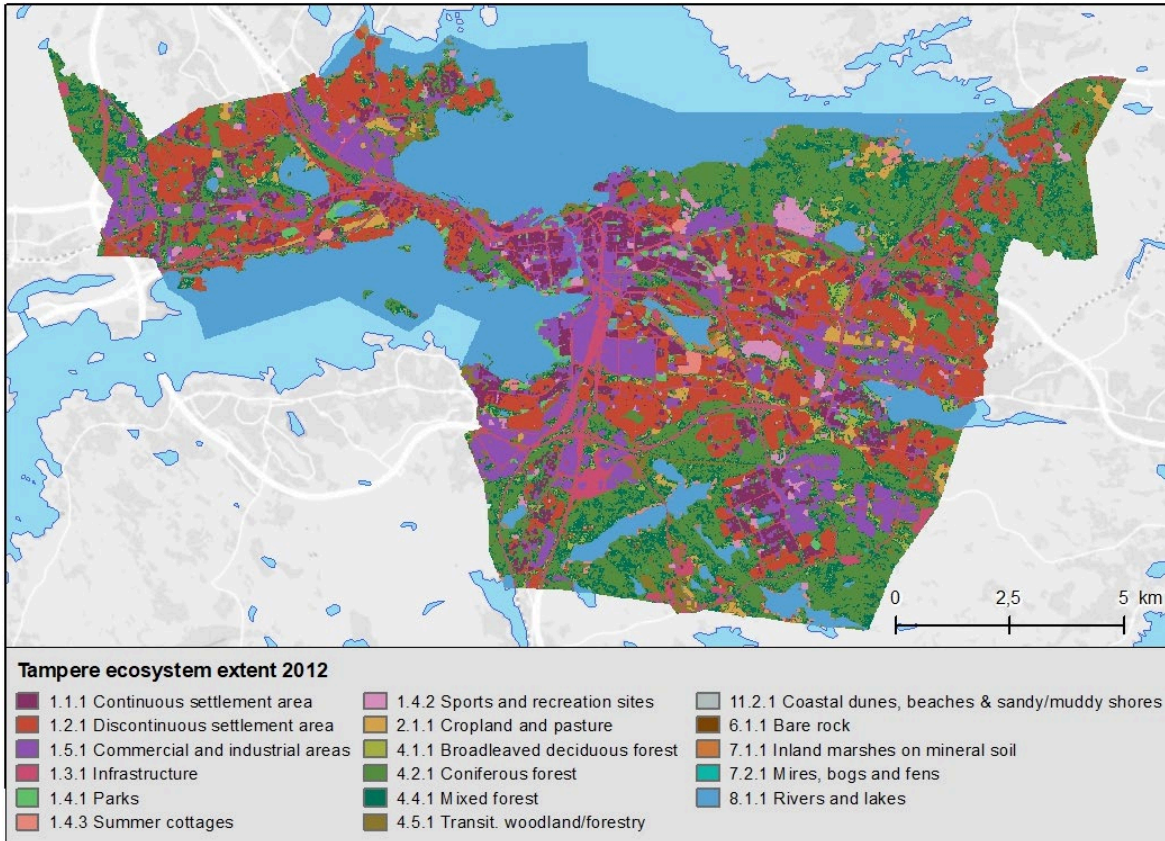 0 2,5 5 km
Tampere ecosystem extent 2012
1.1.1 Continuous settlement area
1.2.1 Discontinuous settlement area
1.5.1 Commercial and industrial areas
1.3.1 Infrastructure
1.4.1 Parks
1.4.3 Summer cottages
1.4.2 Sports and recreation sites
2.1.1 Cropland and pasture
4.1.1 Broadleaved deciduous forest
4.2.1 Coniferous forest
4.4.1 Mixed forest
4.5.1 Transit. woodland/forestry
11.2.1 Coastal dunes, beaches & sandy/muddy shores
6.1.1 Bare rock
7.1.1 Inland marshes on mineral soil
7.2.1 Mires, bogs and fens
8.1.1 Rivers and lakes